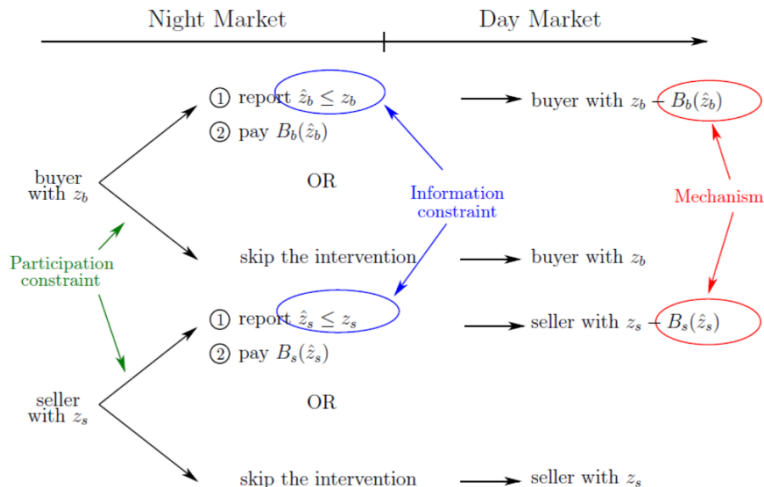 Night Market
Day Market
① report ẑ_b ≤ z_b
buyer with z_b − B_b(ẑ_b)
② pay B_b(ẑ_b)
buyer
with z_b
OR
Information
constraint
Mechanism
Participation
constraint
skip the intervention
buyer with z_b
① report ẑ_s ≤ z_s
seller with z_s − B_s(ẑ_s)
② pay B_s(ẑ_s)
seller
with z_s
OR
skip the intervention
seller with z_s